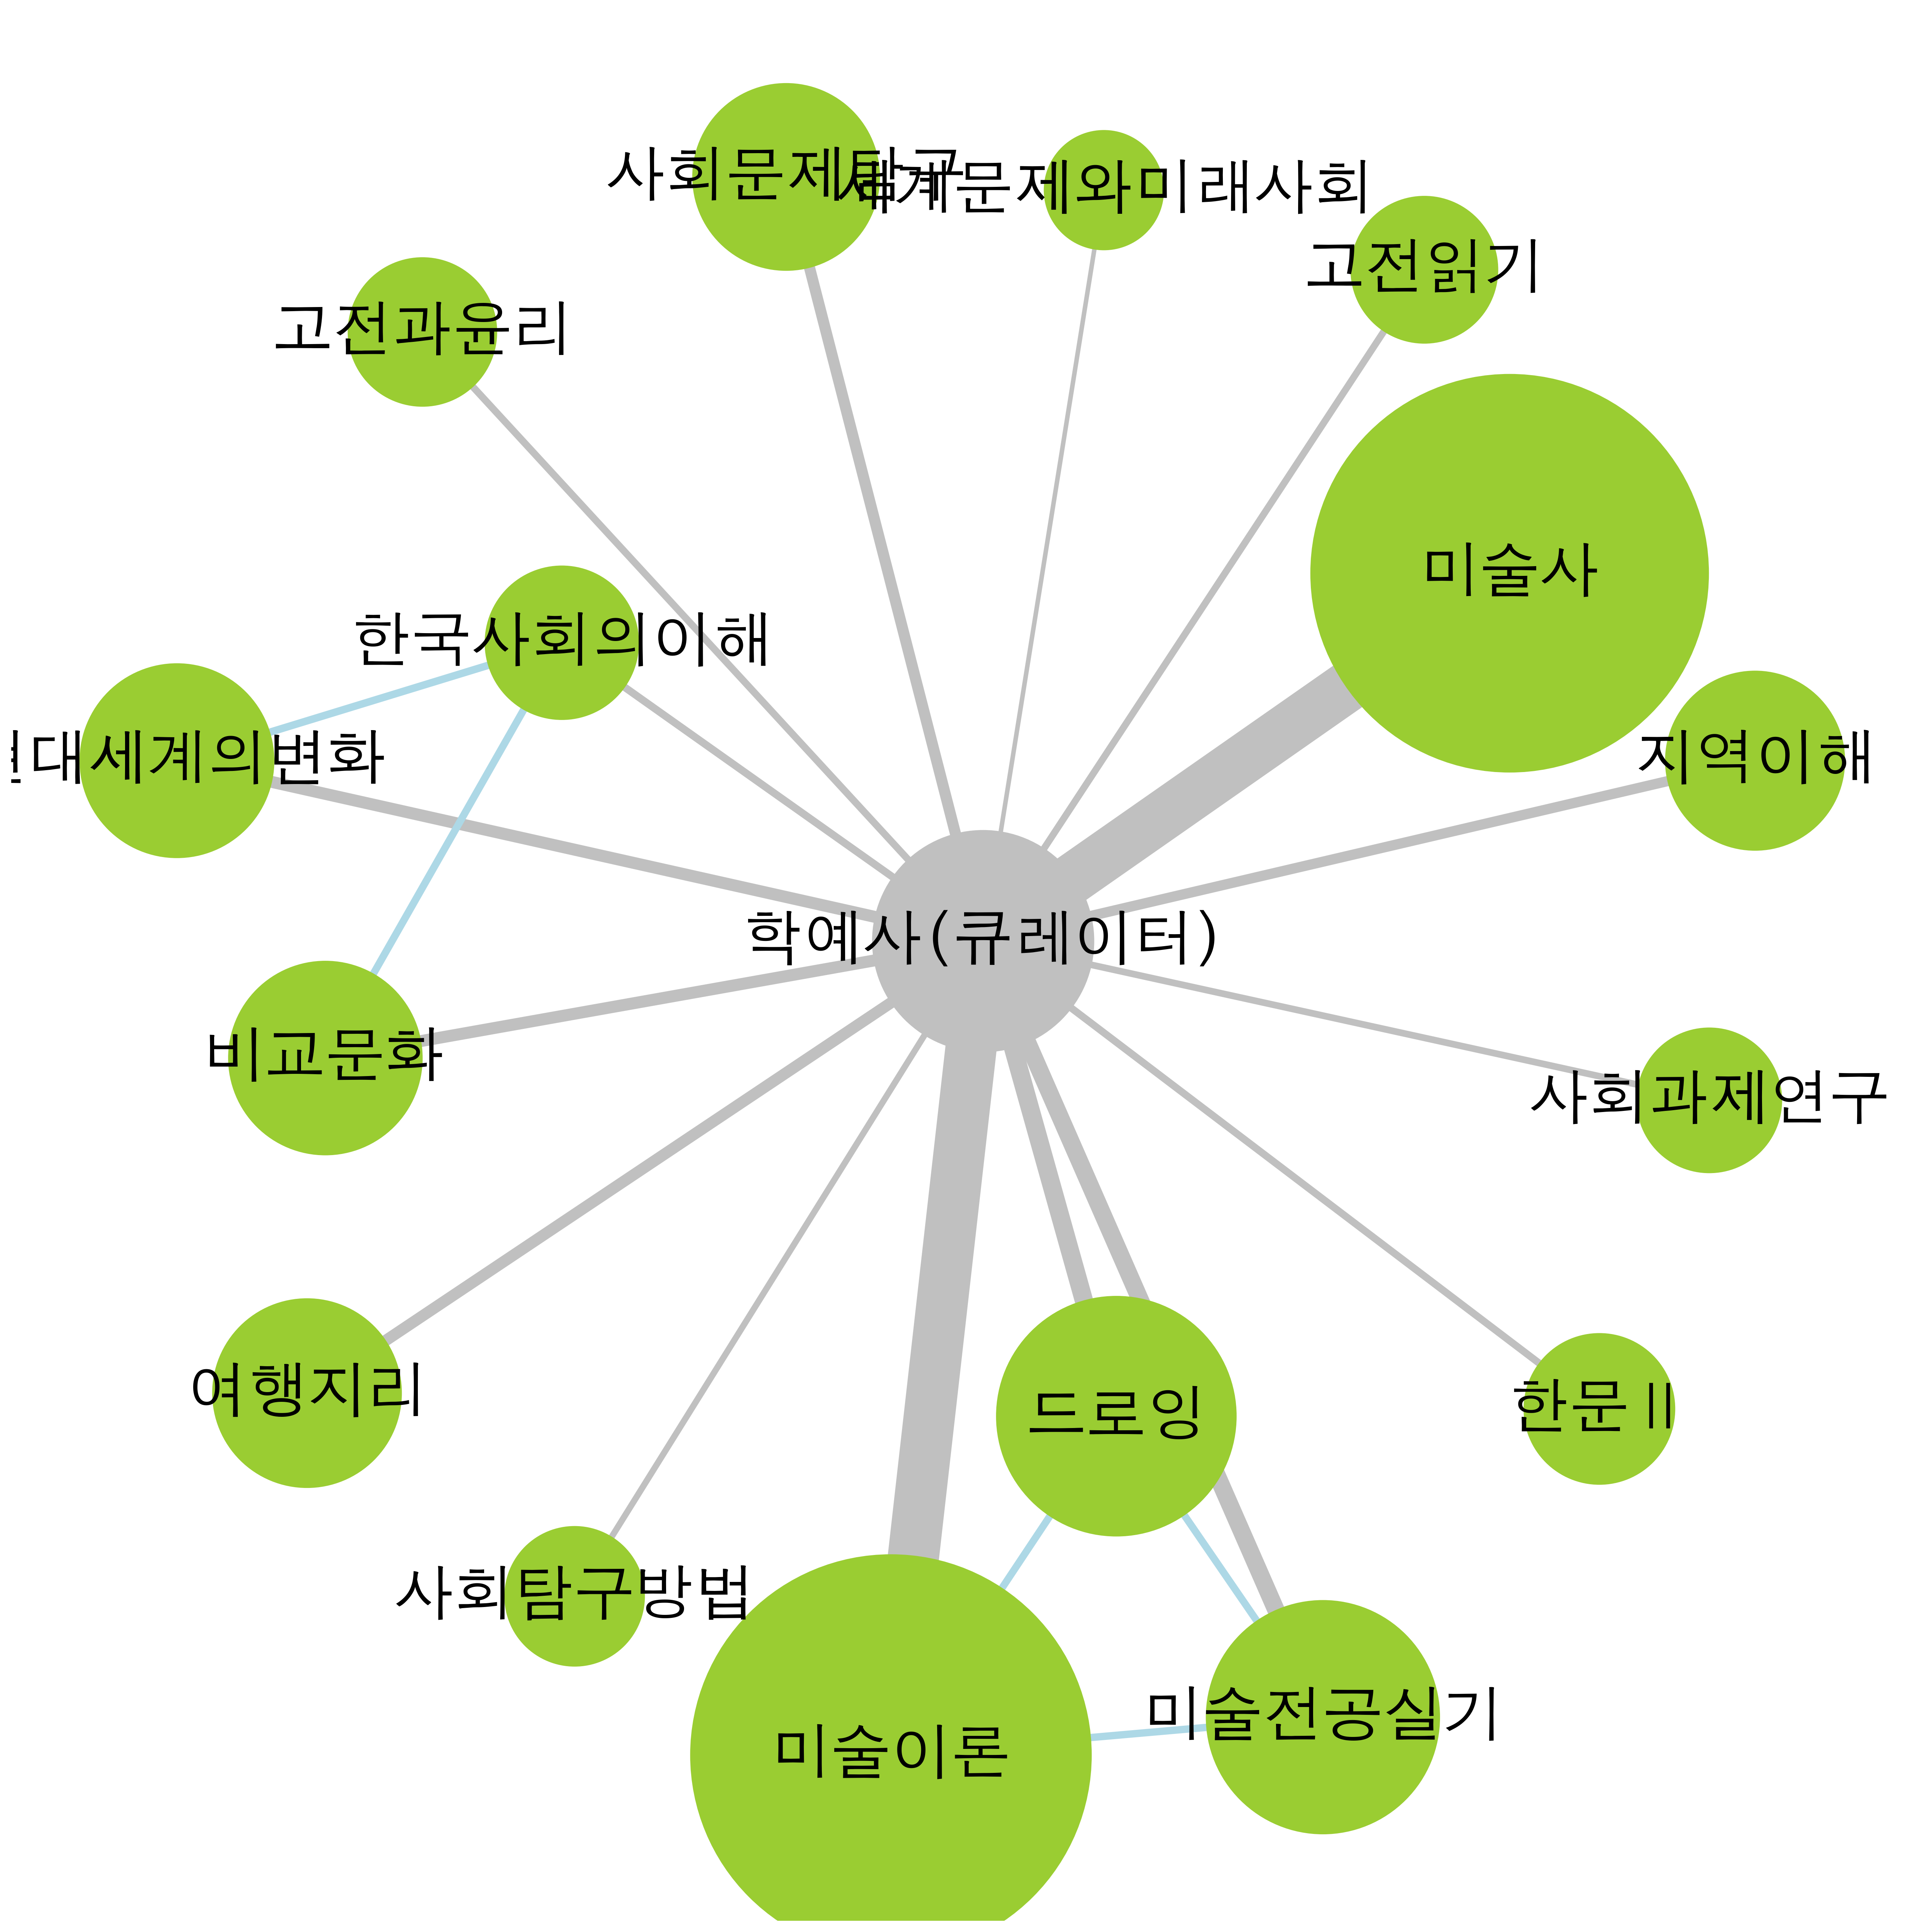 사회문제탐구
세계문제와미래사회
고전읽기
고전과윤리
미술사
한국사회의이해
대세계의변화
지역이해
학예사(큐레이터)
비교문화
사회과제연구
여행지리
드로잉
한문Ⅱ
사회탐구방법
미술전공실기
미술이론